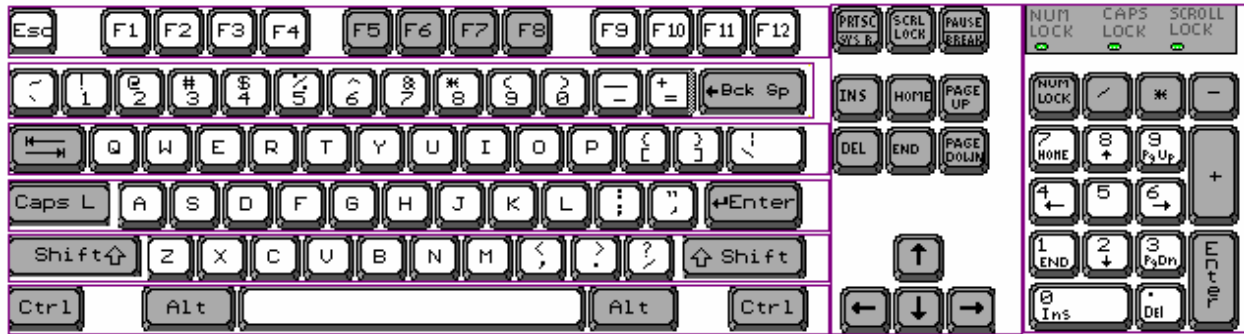 Esc F1 F2 F3 F4 F5 F6 F7 F8 F9 F10 F11 F12 PRTSC SYS R SCRL LOCK PAUSE BREAK NUM LOCK CAPS LOCK SCROLL LOCK
~ ` ! 1 @ 2 # 3 $ 4 % 5 ^ 6 & 7 * 8 ( 9 ) 0 — - + = ←Bck Sp INS HOME PAGE UP NUM LOCK / * -
Q W E R T Y U I O P { [ } ] | \ DEL END PAGE DOWN 7 HOME 8 ↑ 9 PgUp +
Caps L A S D F G H J K L : ; " , ↵Enter 4 ← 5 6 →
Shift⇧ Z X C V B N M < , > . ? / ⇧ Shift ↑ 1 END 2 ↓ 3 PgDn Enter
Ctrl Alt Alt Ctrl ← ↓ → 0 Ins . Del